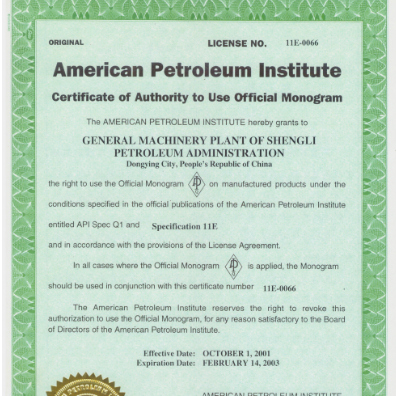 ORIGINAL LICENSE NO. 11E-0066
American Petroleum Institute
Certificate of Authority to Use Official Monogram
The AMERICAN PETROLEUM INSTITUTE hereby grants to
GENERAL MACHINERY PLANT OF SHENGLI
PETROLEUM ADMINISTRATION
Dongying City, People's Republic of China
the right to use the Official Monogram on manufactured products under the
conditions specified in the official publications of the American Petroleum Institute
entitled API Spec Q1 and Specification 11E
and in accordance with the provisions of the License Agreement.
In all cases where the Official Monogram is applied, the Monogram
should be used in conjunction with this certificate number 11E-0066
The American Petroleum Institute reserves the right to revoke this
authorization to use the Official Monogram, for any reason satisfactory to the Board
of Directors of the American Petroleum Institute.
Effective Date: OCTOBER 1, 2001
Expiration Date: FEBRUARY 14, 2003
AMERICAN PETROLEUM INSTITUTE